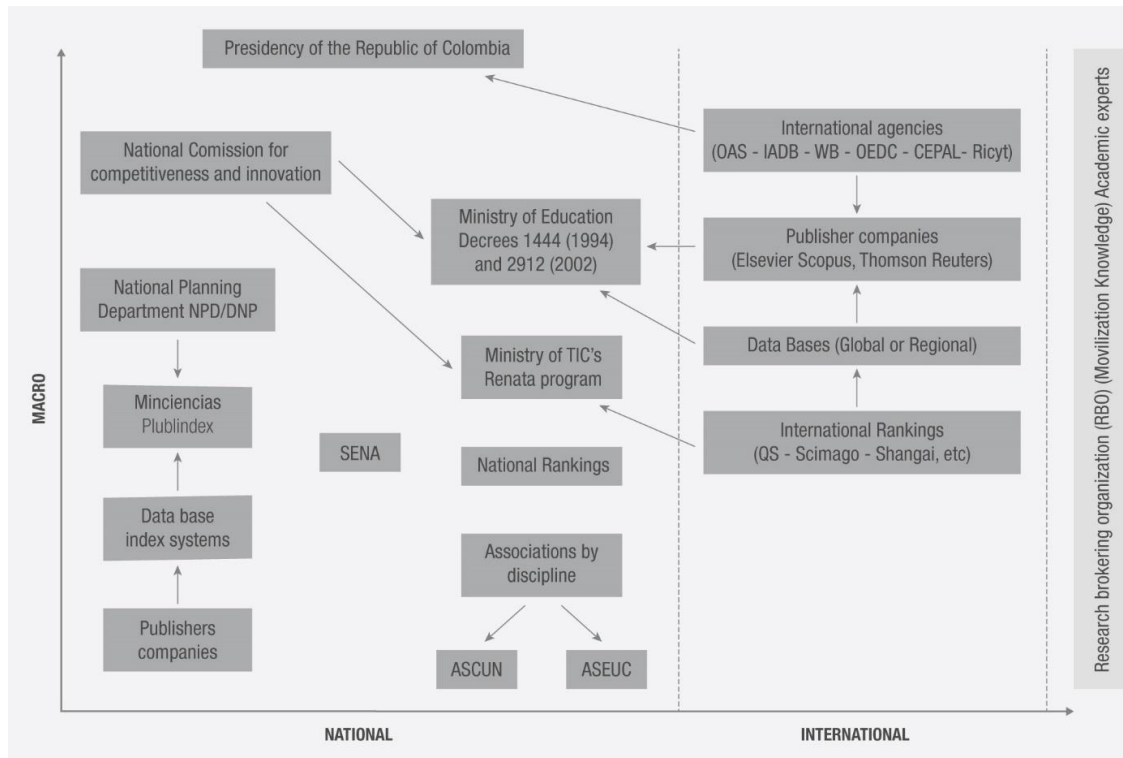 Presidency of the Republic of Colombia
National Comission for
competitiveness and innovation
Ministry of Education
Decrees 1444 (1994)
and 2912 (2002)
National Planning
Department NPD/DNP
Ministry of TIC's
Renata program
Minciencias
Plublindex
SENA
National Rankings
Data base
index systems
Associations by
discipline
Publishers
companies
ASCUN
ASEUC
International agencies
(OAS - IADB - WB - OEDC - CEPAL- Ricyt)
Publisher companies
(Elsevier Scopus, Thomson Reuters)
Data Bases (Global or Regional)
International Rankings
(QS - Scimago - Shangai, etc)
Research brokering organization (RBO) (Movilization Knowledge) Academic experts
MACRO
NATIONAL
INTERNATIONAL